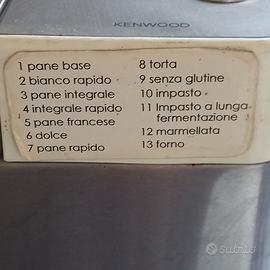 KENWOOD
1 pane base
2 bianco rapido
3 pane integrale
4 integrale rapido
5 pane francese
6 dolce
7 pane rapido
8 torta
9 senza glutine
10 impasto
11 Impasto a lunga
fermentazione
12 marmellata
13 forno
subito